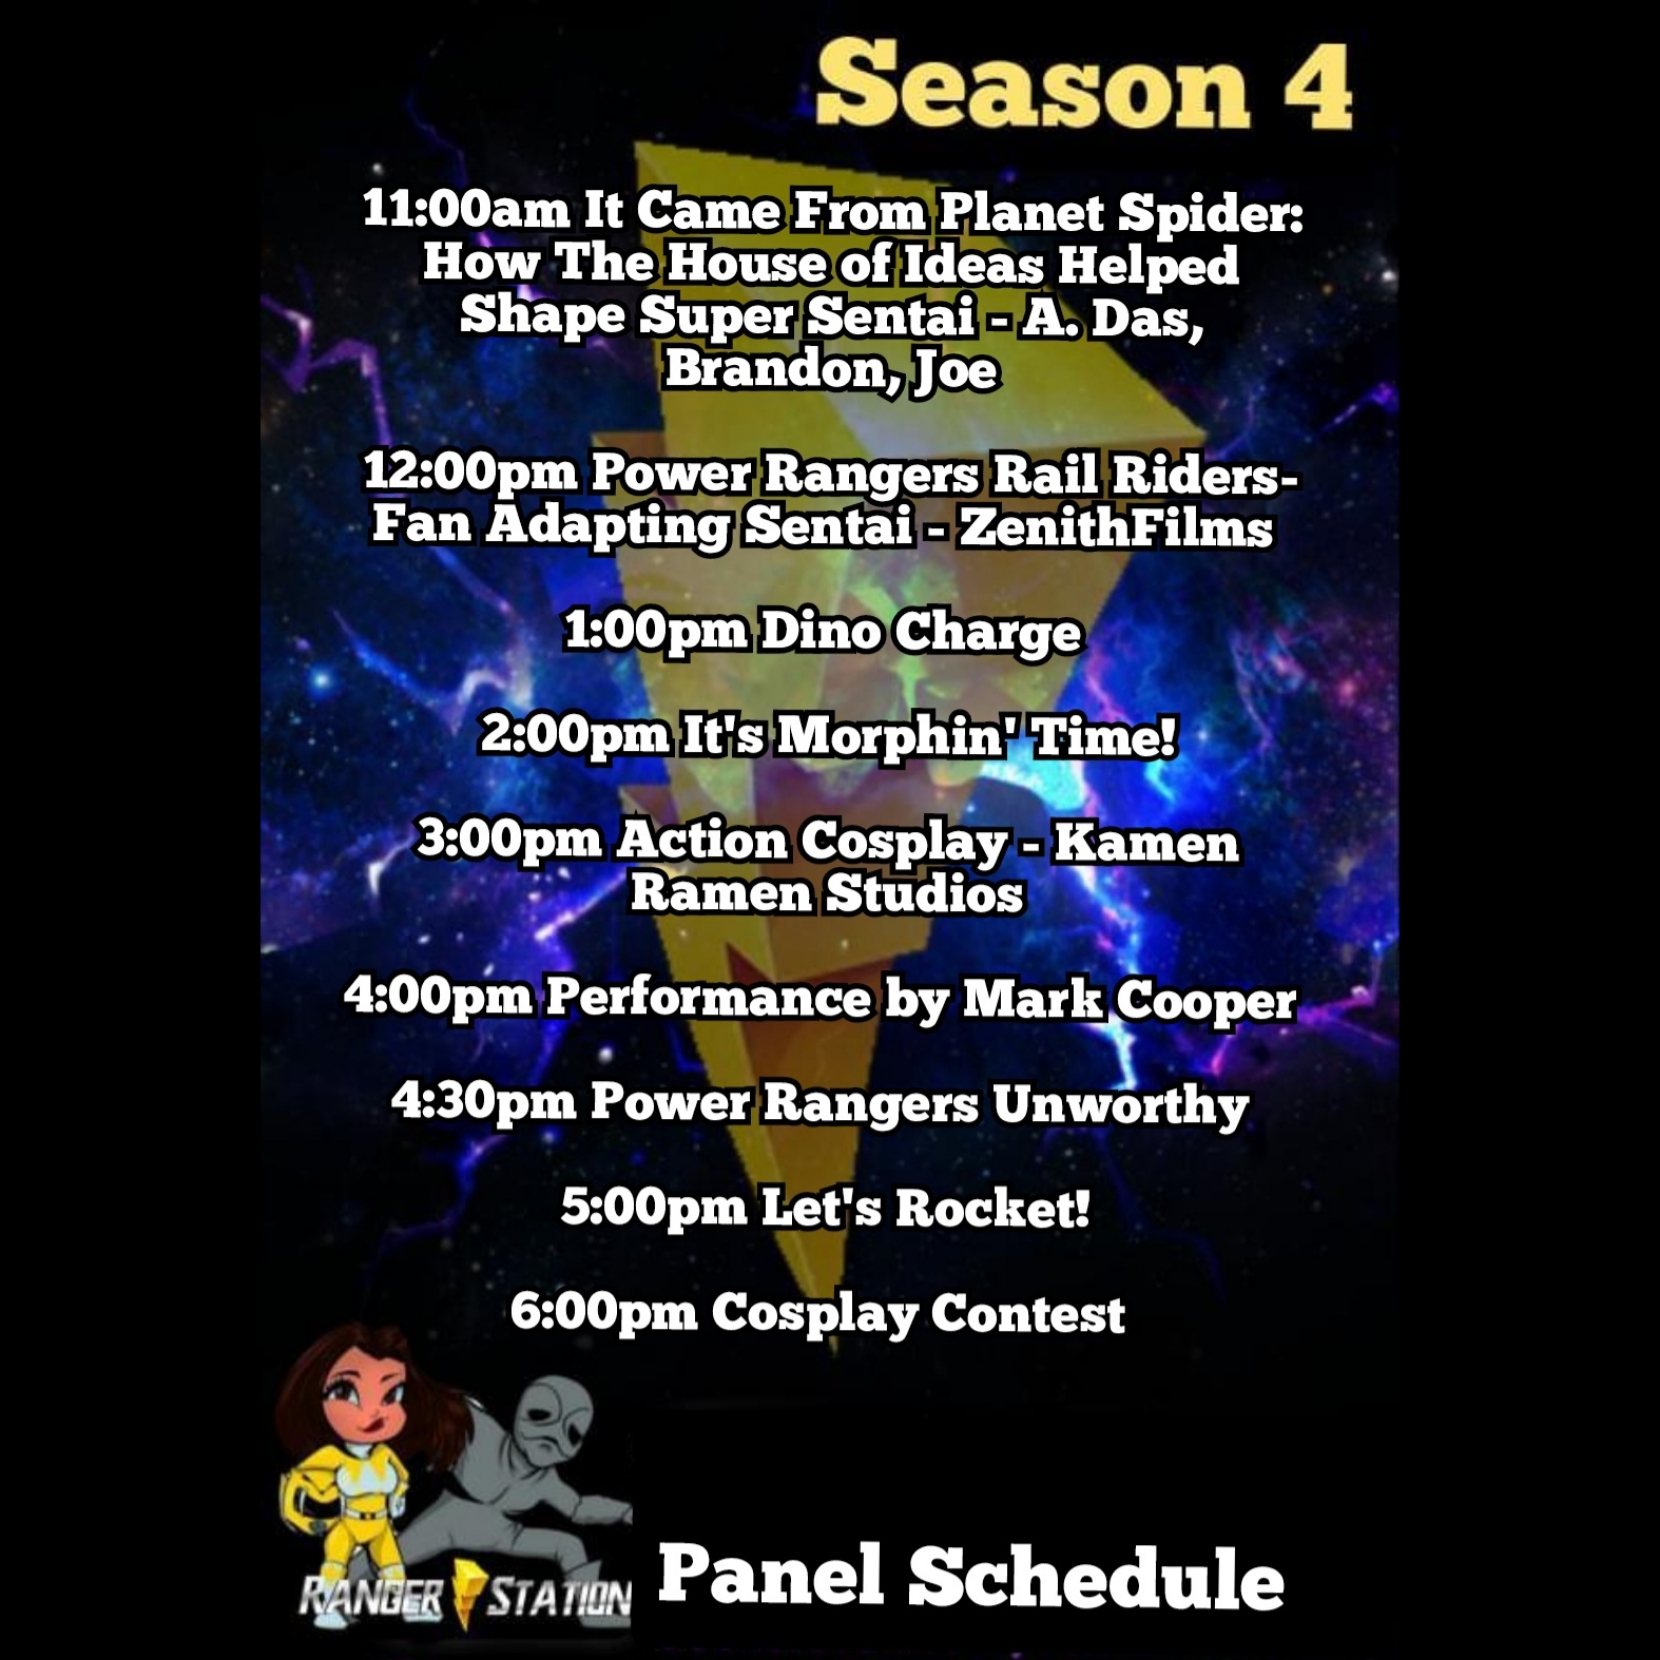 Season 4
11:00am It Came From Planet Spider:
How The House of Ideas Helped
Shape Super Sentai - A. Das,
Brandon, Joe
12:00pm Power Rangers Rail Riders-
Fan Adapting Sentai - ZenithFilms
1:00pm Dino Charge
2:00pm It's Morphin' Time!
3:00pm Action Cosplay - Kamen
Ramen Studios
4:00pm Performance by Mark Cooper
4:30pm Power Rangers Unworthy
5:00pm Let's Rocket!
6:00pm Cosplay Contest
RANGER STATION
Panel Schedule